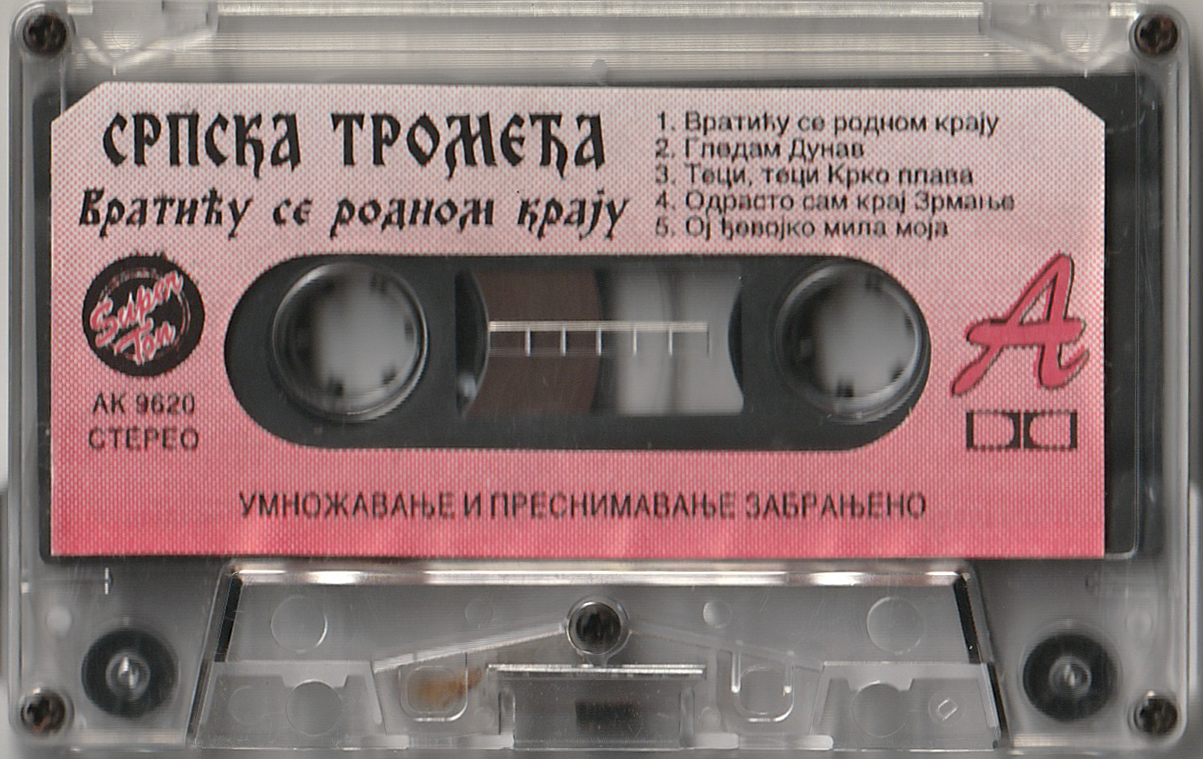 СРПСКА ТРОМЕЂА
Вратићу се родном крају
1. Вратићу се родном крају
2. Гледам Дунав
3. Теци, теци Крко плава
4. Одрасто сам крај Зрмање
5. Ој ђевојко мила моја
Super
Ton
АК 9620
СТЕРЕО
A
УМНОЖАВАЊЕ И ПРЕСНИМАВАЊЕ ЗАБРАЊЕНО